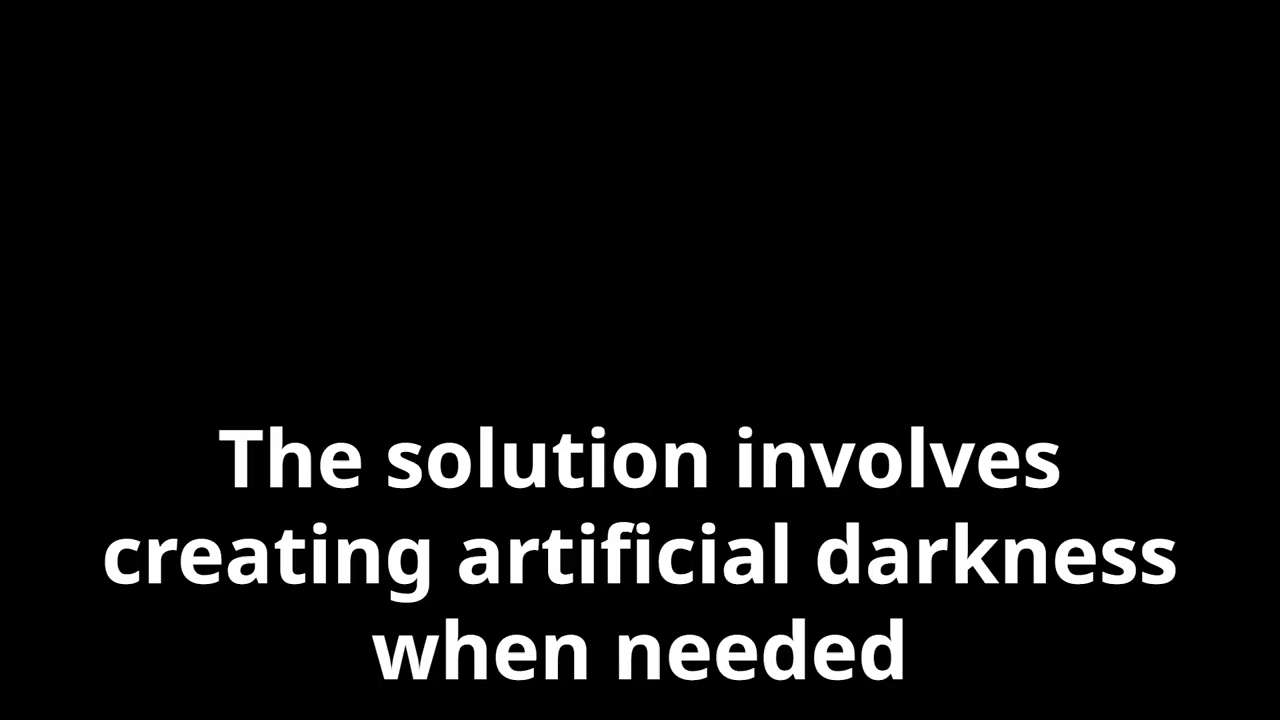 The solution involves
creating artificial darkness
when needed